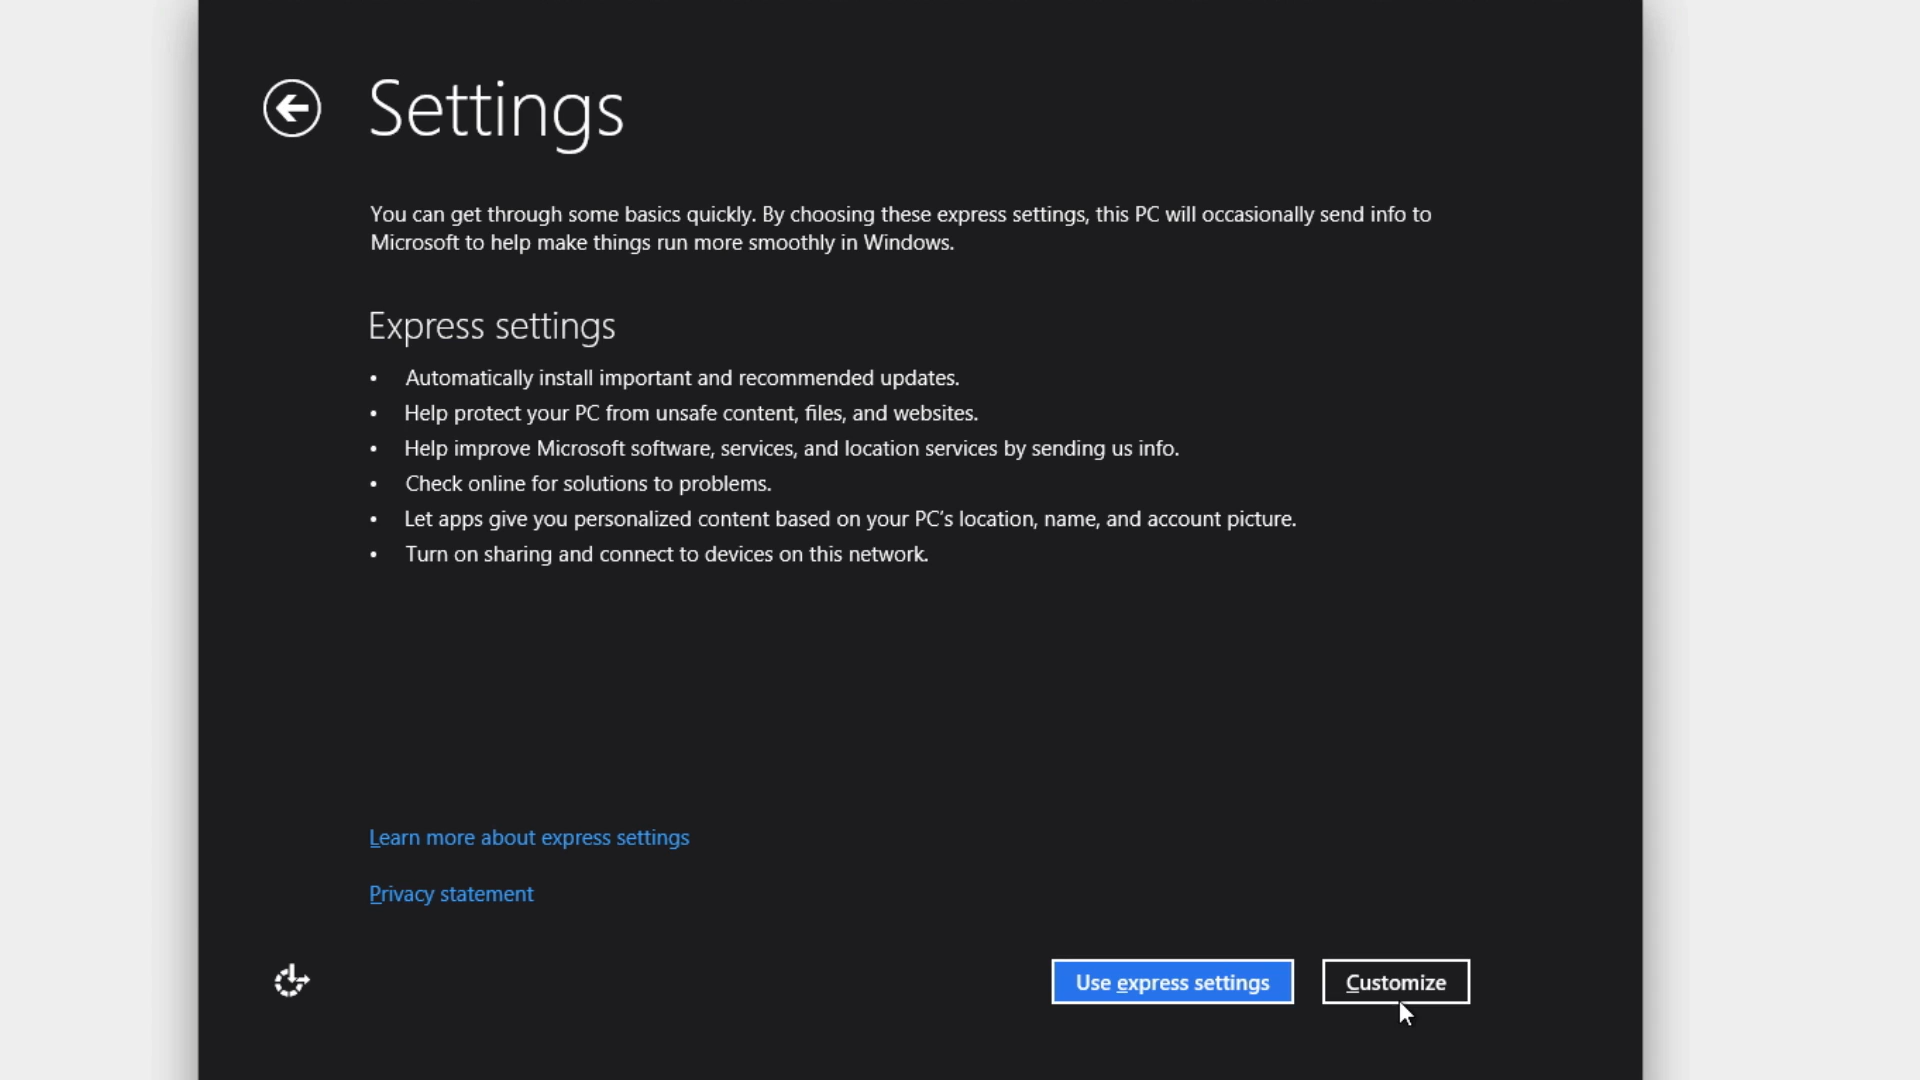 Settings
You can get through some basics quickly. By choosing these express settings, this PC will occasionally send info to
Microsoft to help make things run more smoothly in Windows.
Express settings
• Automatically install important and recommended updates.
• Help protect your PC from unsafe content, files, and websites.
• Help improve Microsoft software, services, and location services by sending us info.
• Check online for solutions to problems.
• Let apps give you personalized content based on your PC's location, name, and account picture.
• Turn on sharing and connect to devices on this network.
Learn more about express settings
Privacy statement
Use express settings
Customize